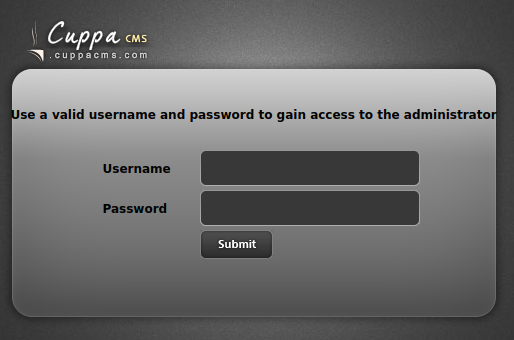 Cuppa CMS
.cuppacms.com
Use a valid username and password to gain access to the administrator
Username
Password
Submit